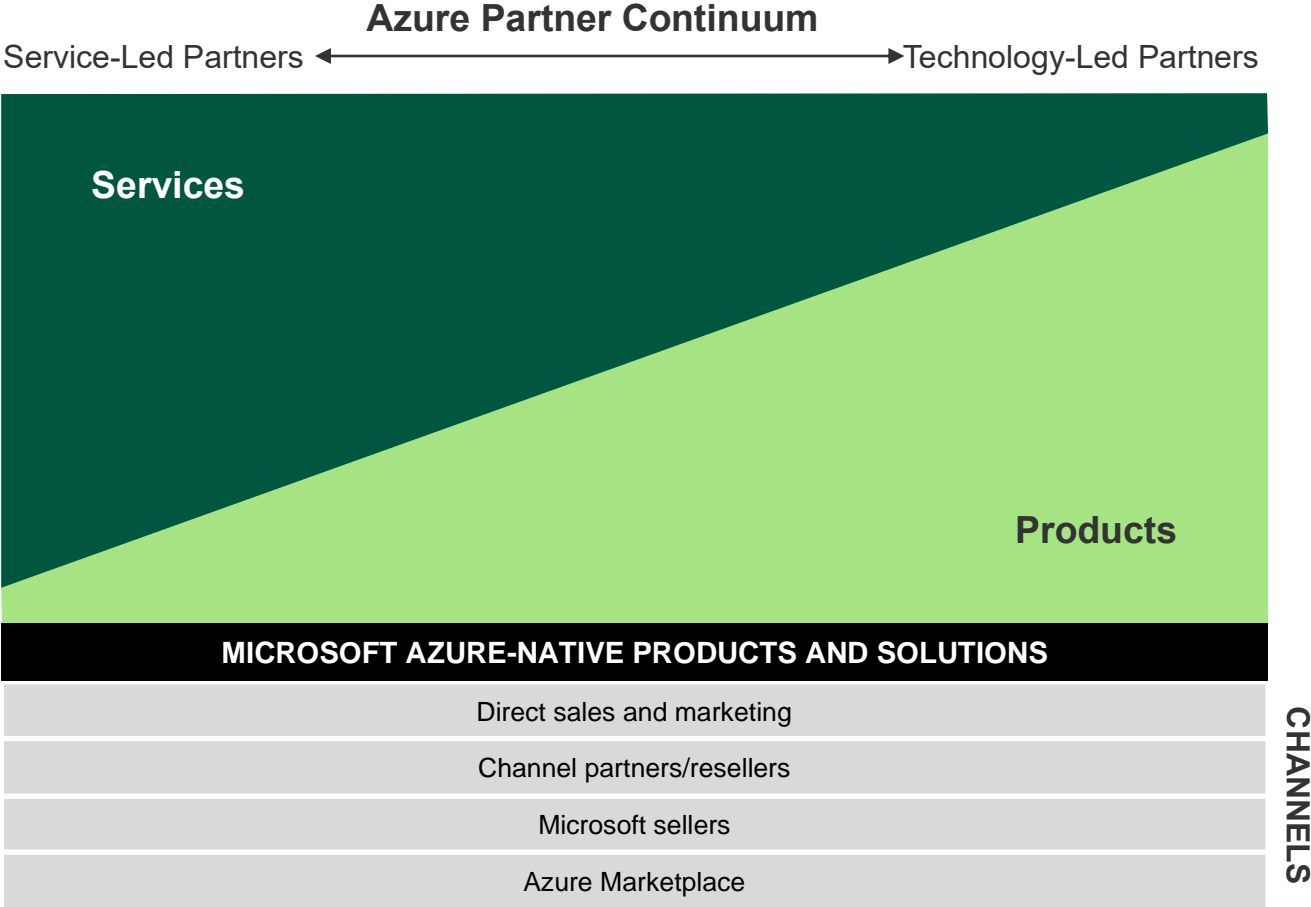 Azure Partner Continuum
Service-Led Partners
Technology-Led Partners
Services
Products
MICROSOFT AZURE-NATIVE PRODUCTS AND SOLUTIONS
Direct sales and marketing
Channel partners/resellers
Microsoft sellers
Azure Marketplace
CHANNELS